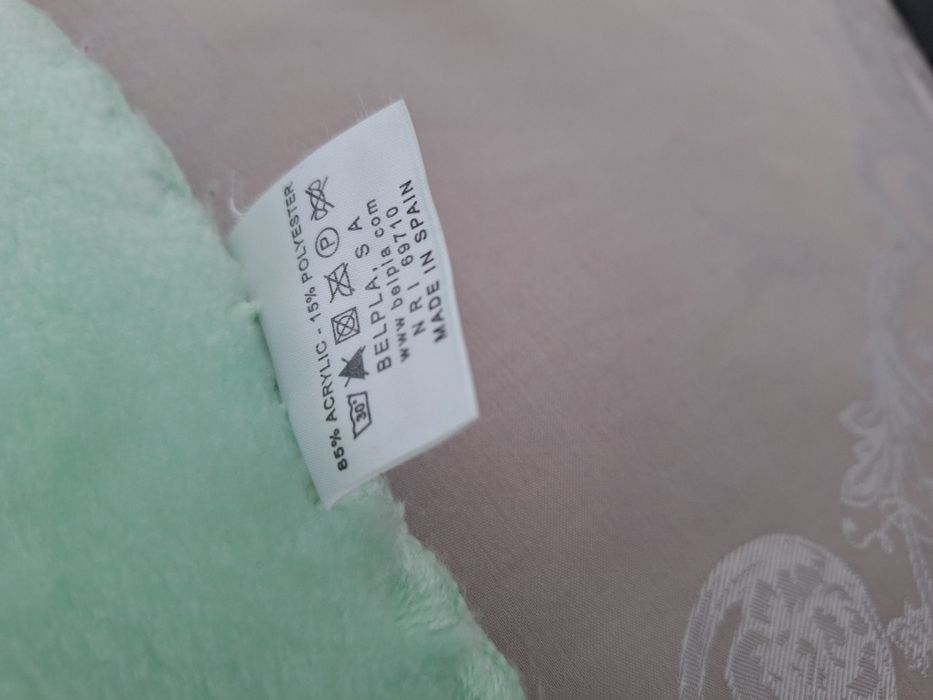 85% ACRYLIC - 15% POLYESTER
30° P
BELPLA, S A
www belpla com
N R I 69710
MADE IN SPAIN